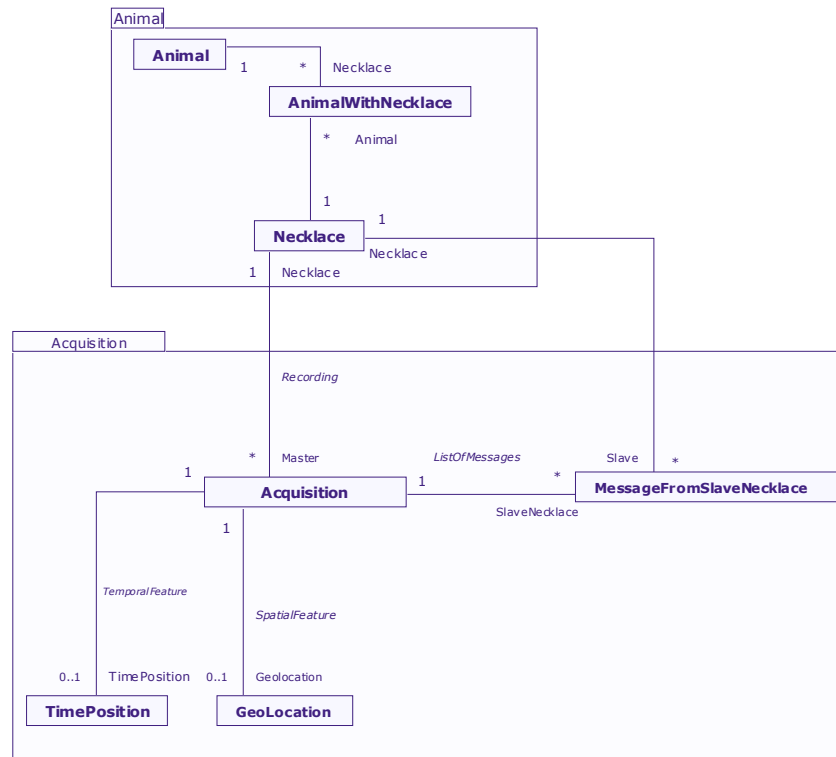 Animal
Animal
1
*
Necklace
AnimalWithNecklace
*
Animal
1
1
Necklace
Necklace
1
Necklace
Acquisition
Recording
*
Master
ListOfMessages
Slave
*
1
1
*
Acquisition
MessageFromSlaveNecklace
SlaveNecklace
1
TemporalFeature
SpatialFeature
0..1
TimePosition
0..1
Geolocation
TimePosition
GeoLocation